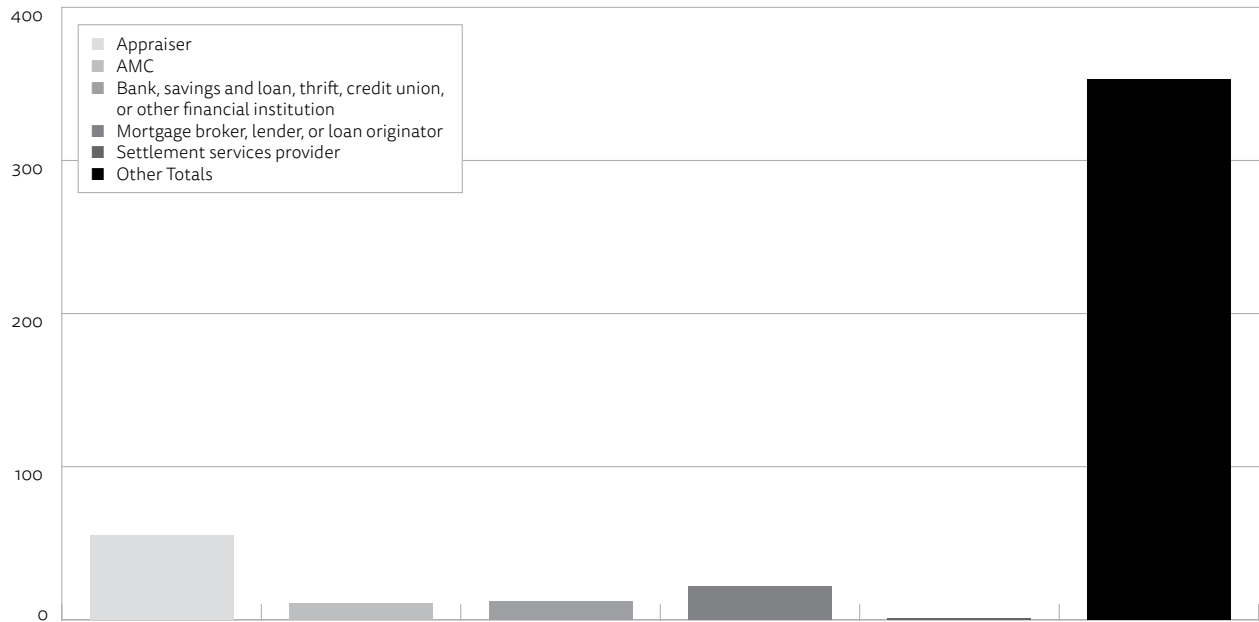 400
Appraiser
AMC
Bank, savings and loan, thrift, credit union,
or other financial institution
Mortgage broker, lender, or loan originator
Settlement services provider
Other Totals
300
200
100
0